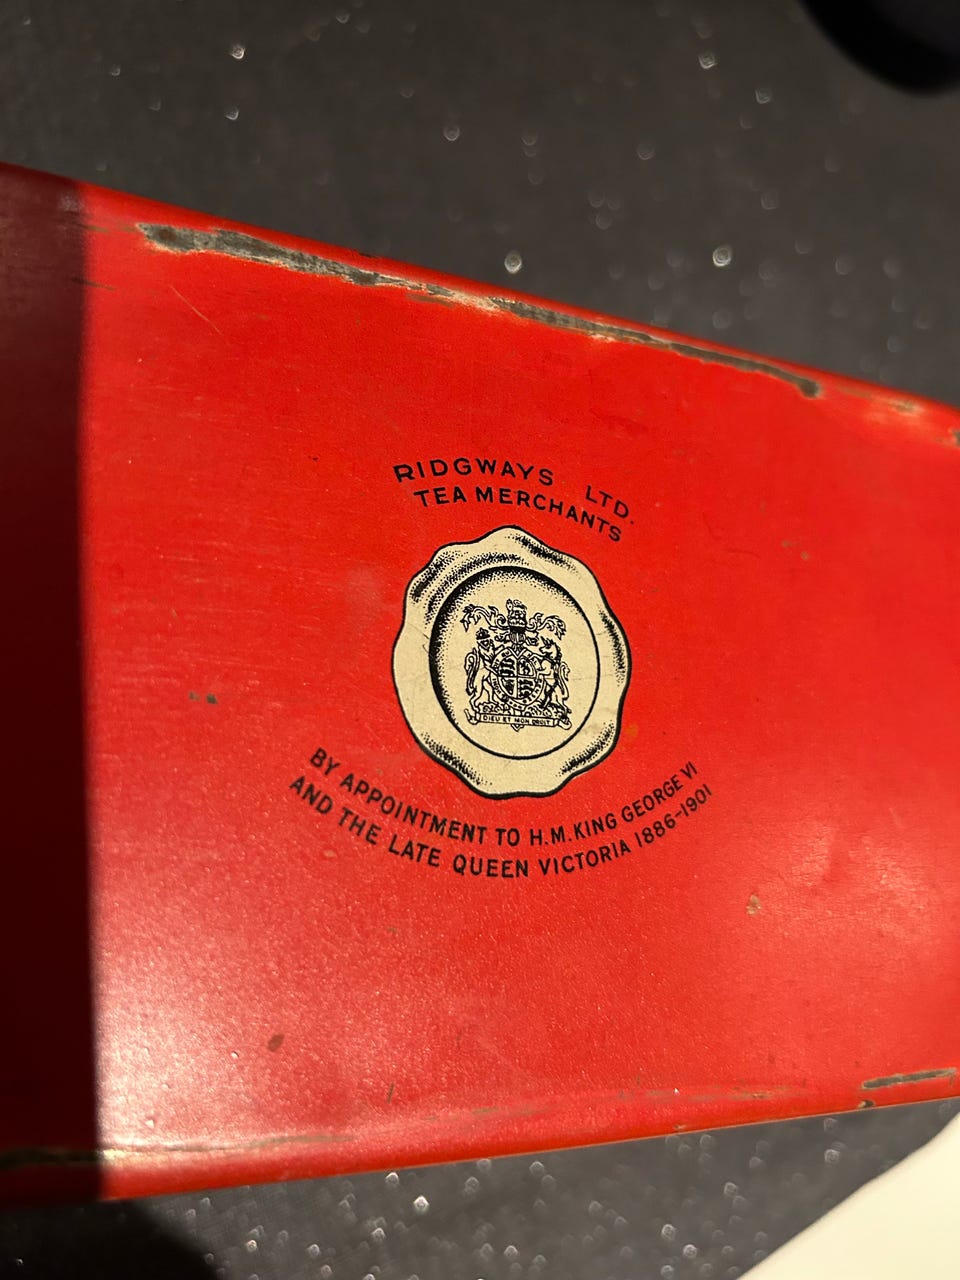 RIDGWAYS LTD.
TEA MERCHANTS
DIEU ET MON DROIT
BY APPOINTMENT TO H.M. KING GEORGE VI
AND THE LATE QUEEN VICTORIA 1886-1901